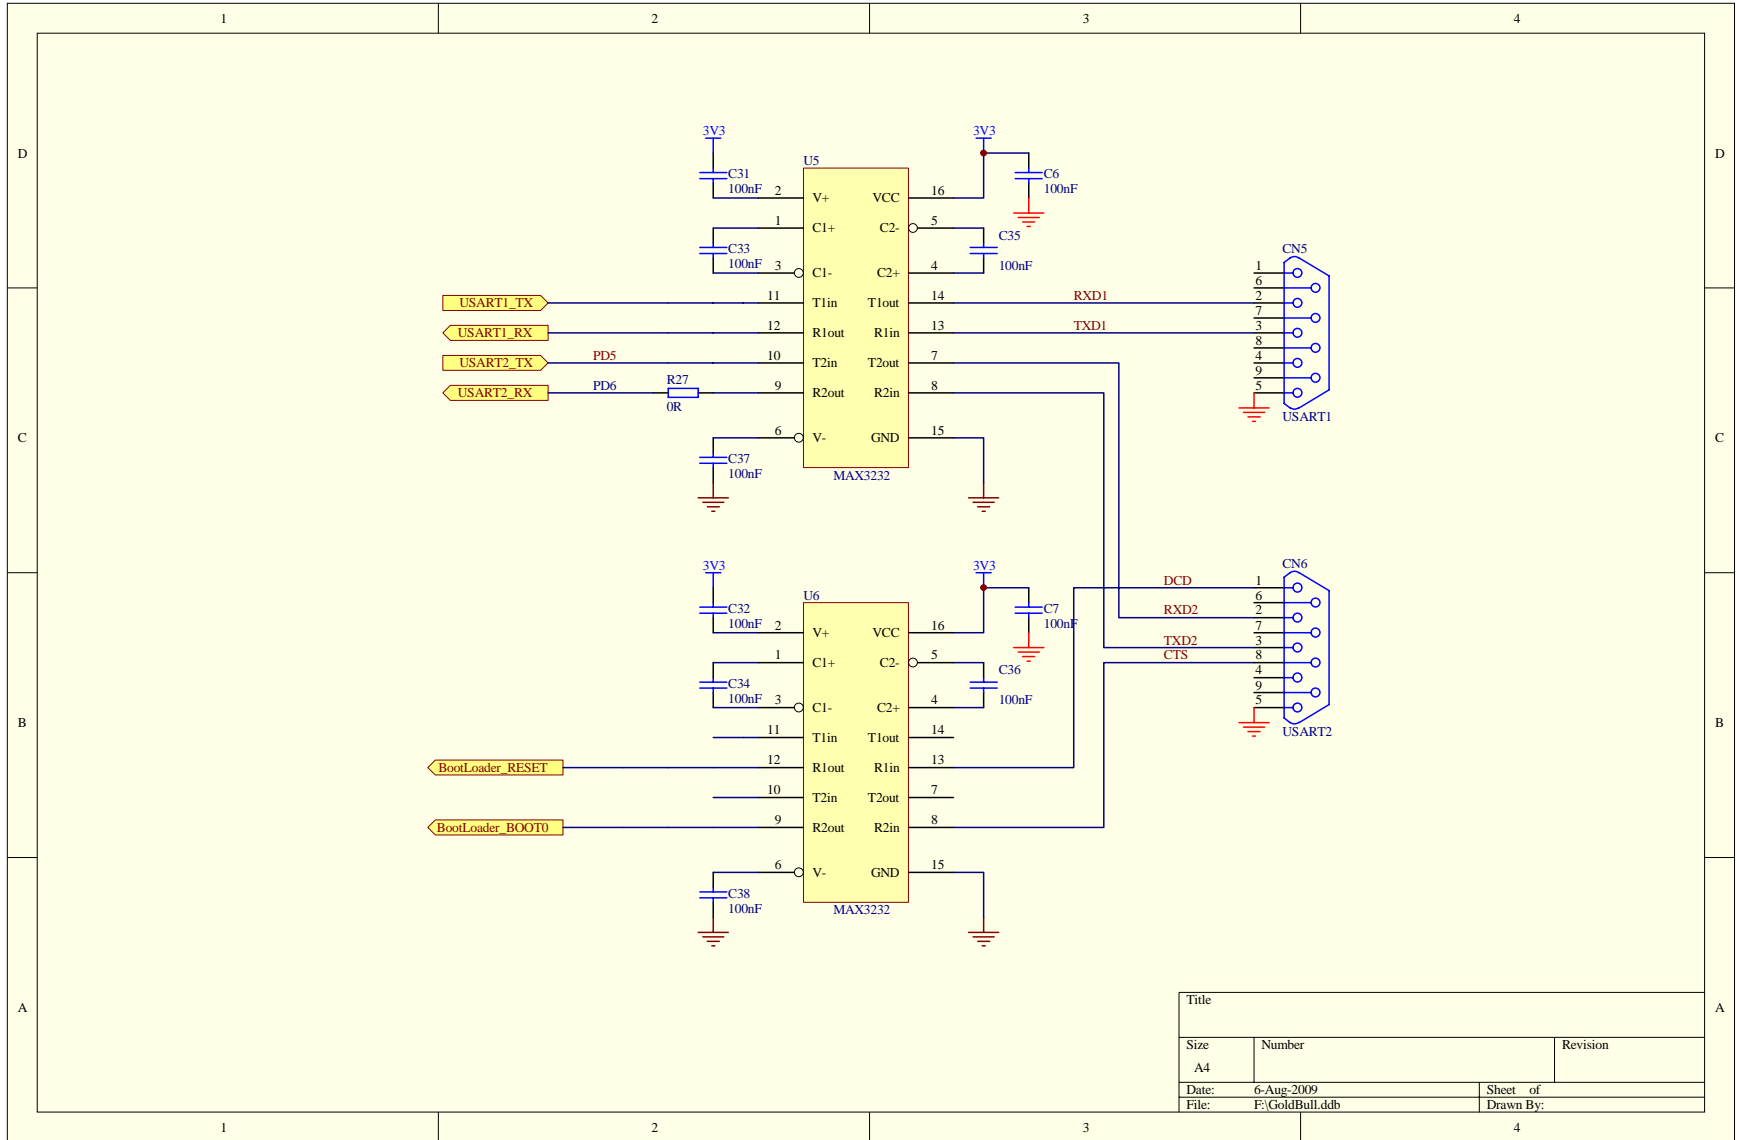 1 2 3 4
D D
C C
B B
A A
1 2 3 4
3V3 3V3
U5
C31
100nF
C6
100nF
2 V+ VCC 16
1 C1+ C2- 5
C33
100nF
C35
100nF
3 C1- C2+ 4
USART1_TX 11 T1in T1out 14 RXD1
USART1_RX 12 R1out R1in 13 TXD1
USART2_TX PD5 10 T2in T2out 7
USART2_RX PD6 R27 9 R2out R2in 8
0R
6 V- GND 15
C37
100nF
MAX3232
CN5
1
6
2
7
3
8
4
9
5
USART1
3V3 3V3
U6
C32
100nF
C7
100nF
2 V+ VCC 16
1 C1+ C2- 5
C34
100nF
C36
100nF
3 C1- C2+ 4
11 T1in T1out 14
BootLoader_RESET 12 R1out R1in 13
10 T2in T2out 7
BootLoader_BOOT0 9 R2out R2in 8
6 V- GND 15
C38
100nF
MAX3232
CN6
DCD 1
6
RXD2 2
7
TXD2 3
CTS 8
4
9
5
USART2
Title
Size Number Revision
A4
Date: 6-Aug-2009 Sheet of
File: F:\GoldBull.ddb Drawn By: